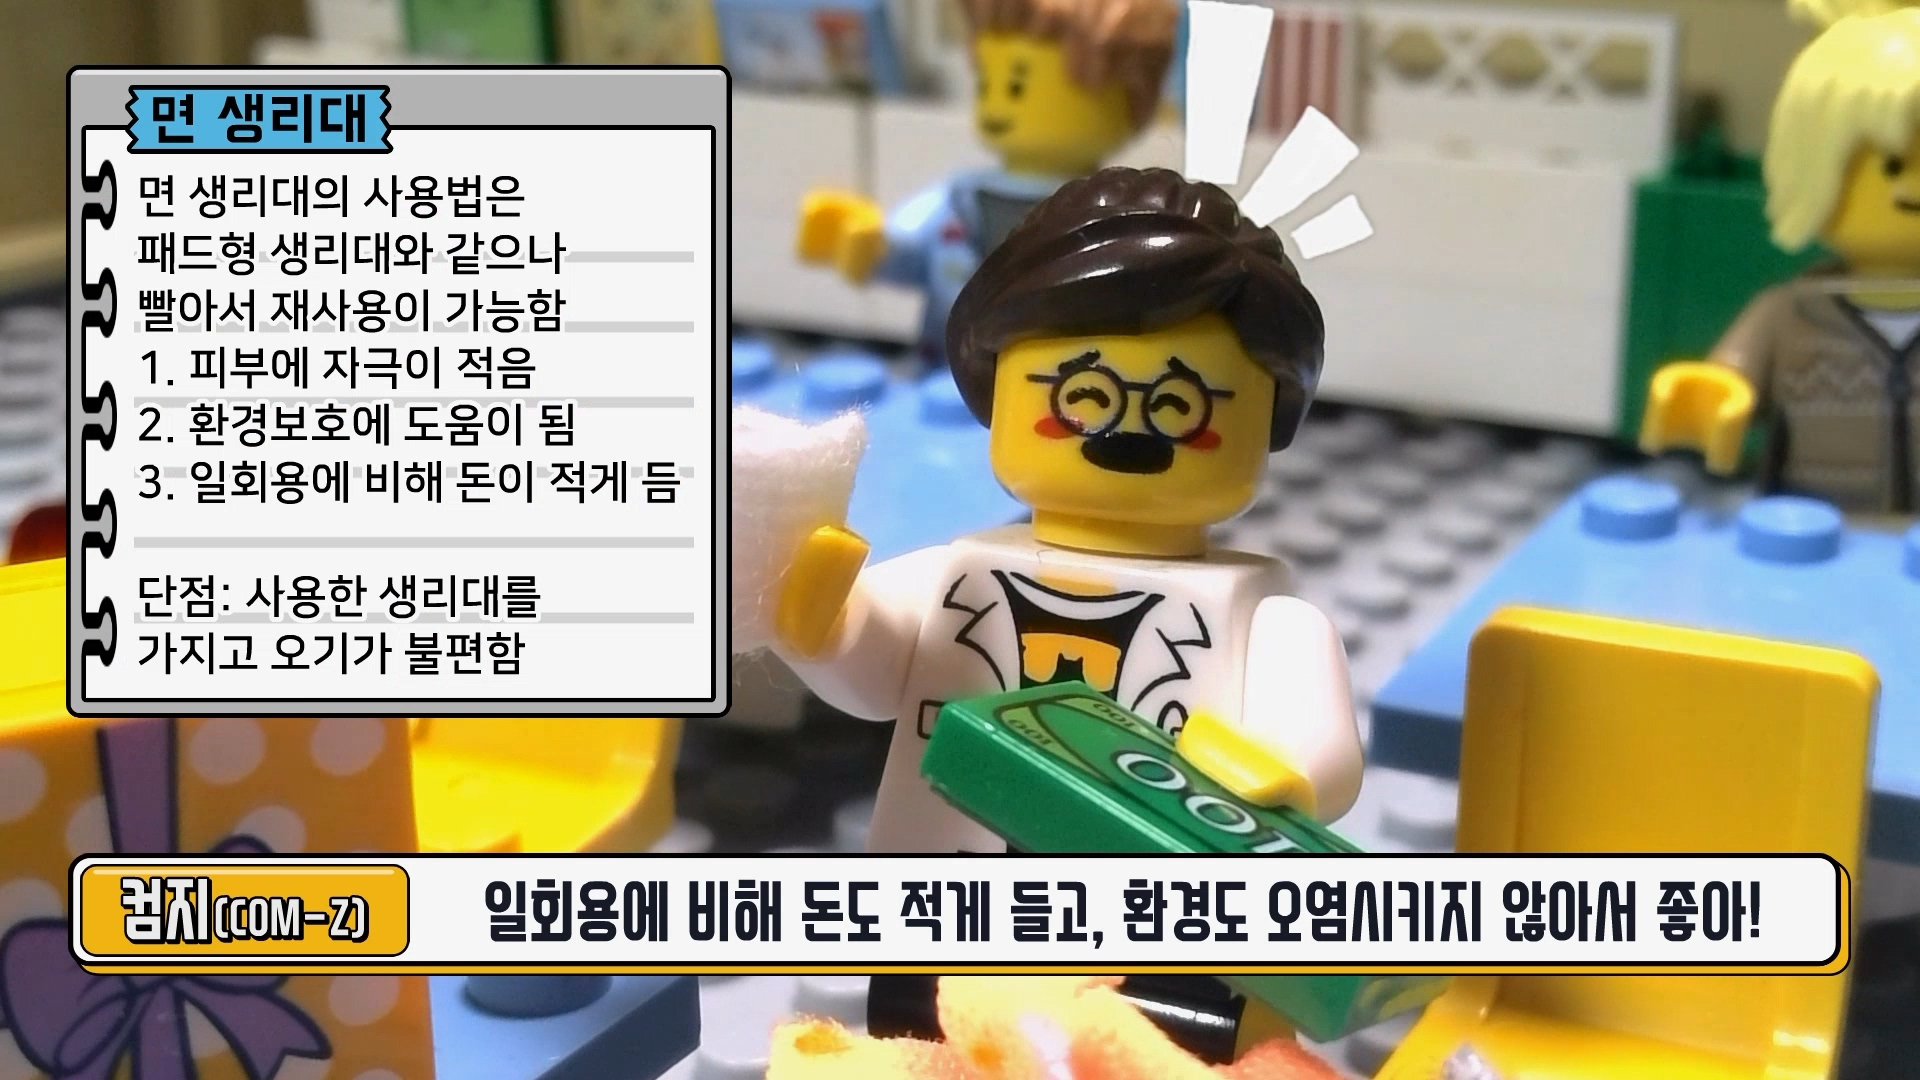 면 생리대
면 생리대의 사용법은
패드형 생리대와 같으나
빨아서 재사용이 가능함
1. 피부에 자극이 적음
2. 환경보호에 도움이 됨
3. 일회용에 비해 돈이 적게 듬
단점: 사용한 생리대를
가지고 오기가 불편함
100
100
100
컴지(COM-Z)
일회용에 비해 돈도 적게 들고, 환경도 오염시키지 않아서 좋아!